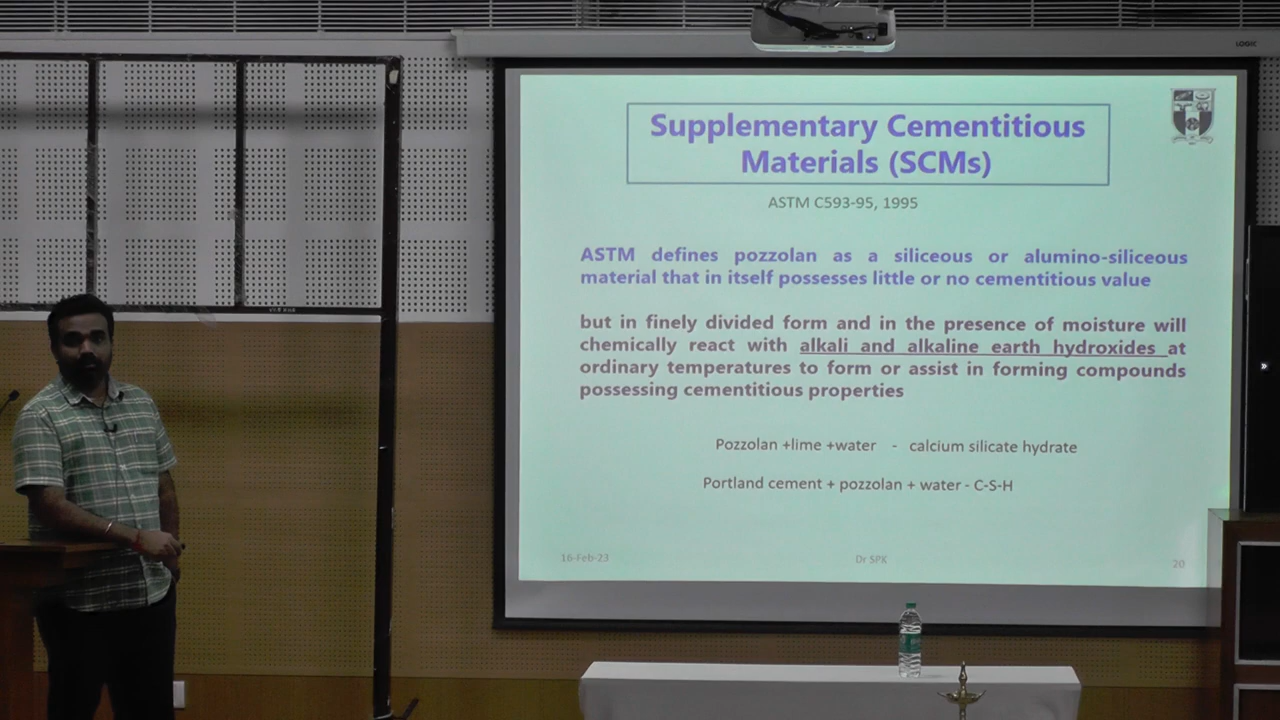 LOGIC
Supplementary Cementitious
Materials (SCMs)
ASTM C593-95, 1995
ASTM defines pozzolan as a siliceous or alumino-siliceous
material that in itself possesses little or no cementitious value
but in finely divided form and in the presence of moisture will
chemically react with alkali and alkaline earth hydroxides at
ordinary temperatures to form or assist in forming compounds
possessing cementitious properties
Pozzolan +lime +water - calcium silicate hydrate
Portland cement + pozzolan + water - C-S-H
16-Feb-23
Dr SPK
20